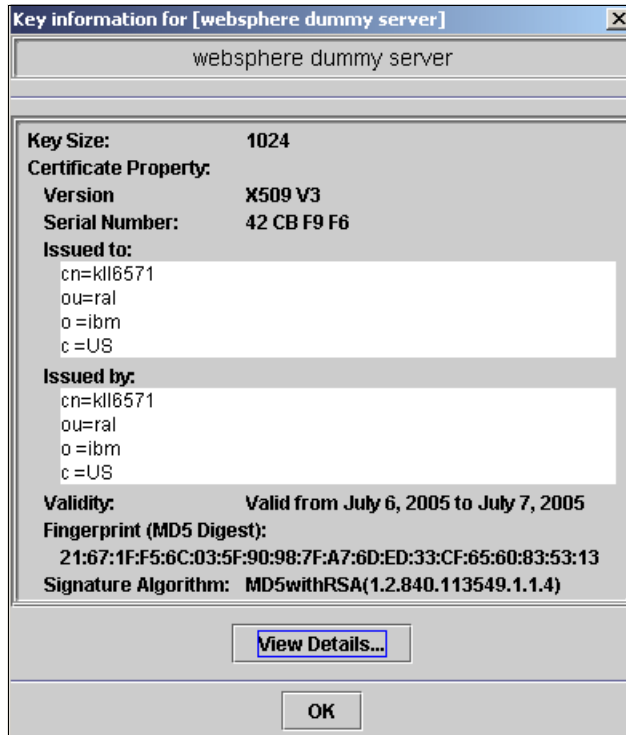 Key information for [websphere dummy server]
websphere dummy server
Key Size: 1024
Certificate Property:
Version X509 V3
Serial Number: 42 CB F9 F6
Issued to:
cn=kll6571
ou=ral
o =ibm
c =US
Issued by:
cn=kll6571
ou=ral
o =ibm
c =US
Validity: Valid from July 6, 2005 to July 7, 2005
Fingerprint (MD5 Digest):
21:67:1F:F5:6C:03:5F:90:98:7F:A7:6D:ED:33:CF:65:60:83:53:13
Signature Algorithm: MD5withRSA(1.2.840.113549.1.1.4)
View Details...
OK